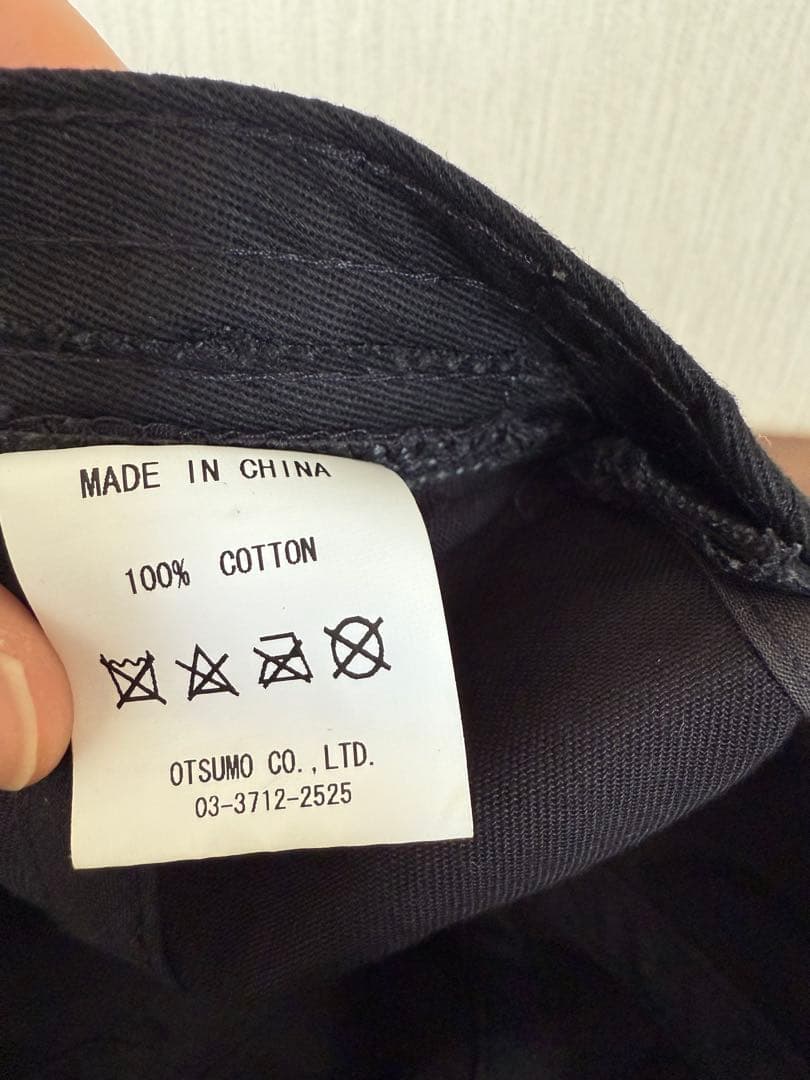 MADE IN CHINA
100% COTTON
OTSUMO CO.,LTD.
03-3712-2525